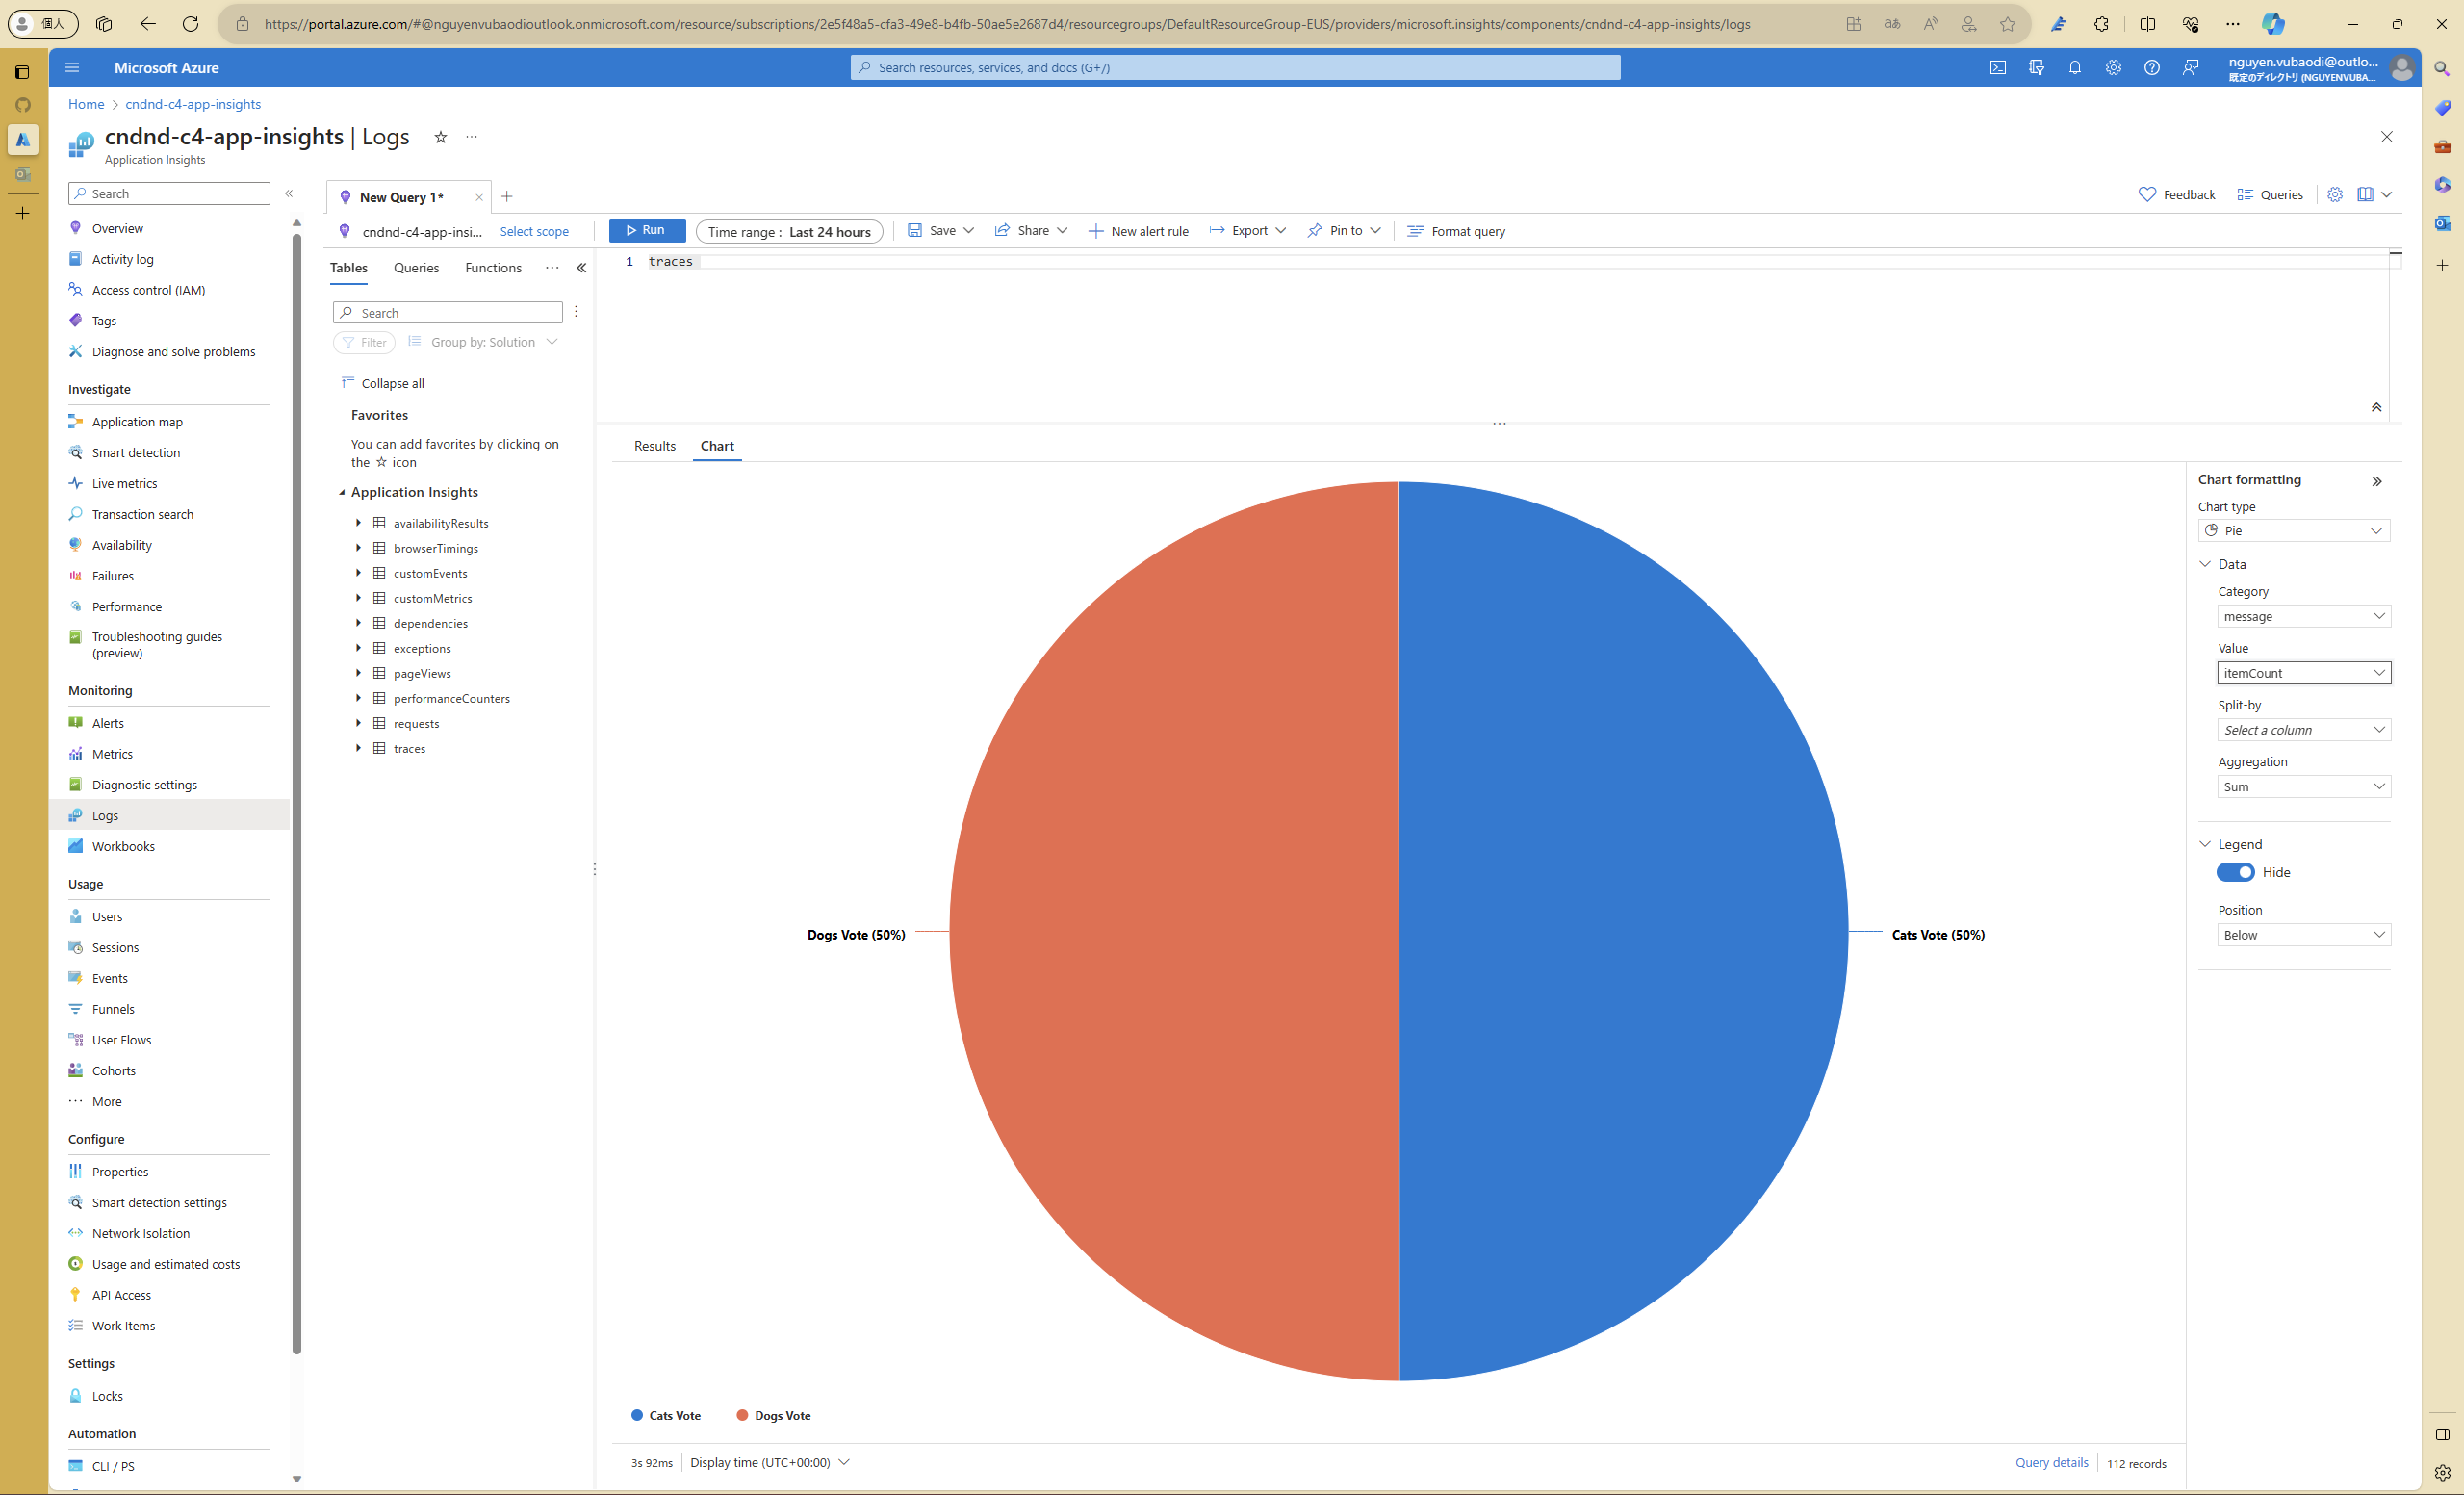 個人
https://portal.azure.com/#@nguyenvubaodioutlook.onmicrosoft.com/resource/subscriptions/2e5f48a5-cfa3-49e8-b4fb-50ae5e2687d4/resourcegroups/DefaultResourceGroup-EUS/providers/microsoft.insights/components/cndnd-c4-app-insights/logs
Microsoft Azure
Search resources, services, and docs (G+/)
nguyen.vubaodi@outlo...
既定のディレクトリ (NGUYENVUBA...
Home > cndnd-c4-app-insights
cndnd-c4-app-insights | Logs
Application Insights
Search
Overview
Activity log
Access control (IAM)
Tags
Diagnose and solve problems
Investigate
Application map
Smart detection
Live metrics
Transaction search
Availability
Failures
Performance
Troubleshooting guides
(preview)
Monitoring
Alerts
Metrics
Diagnostic settings
Logs
Workbooks
Usage
Users
Sessions
Events
Funnels
User Flows
Cohorts
More
Configure
Properties
Smart detection settings
Network Isolation
Usage and estimated costs
API Access
Work Items
Settings
Locks
Automation
CLI / PS
New Query 1*
Feedback
Queries
cndnd-c4-app-insi...
Select scope
Run
Time range : Last 24 hours
Save
Share
New alert rule
Export
Pin to
Format query
Tables
Queries
Functions
Search
Filter
Group by: Solution
Collapse all
Favorites
You can add favorites by clicking on
the ☆ icon
Application Insights
availabilityResults
browserTimings
customEvents
customMetrics
dependencies
exceptions
pageViews
performanceCounters
requests
traces
1 traces
Results
Chart
Dogs Vote (50%)
Cats Vote (50%)
Cats Vote
Dogs Vote
3s 92ms
Display time (UTC+00:00)
Query details
112 records
Chart formatting
Chart type
Pie
Data
Category
message
Value
itemCount
Split-by
Select a column
Aggregation
Sum
Legend
Hide
Position
Below